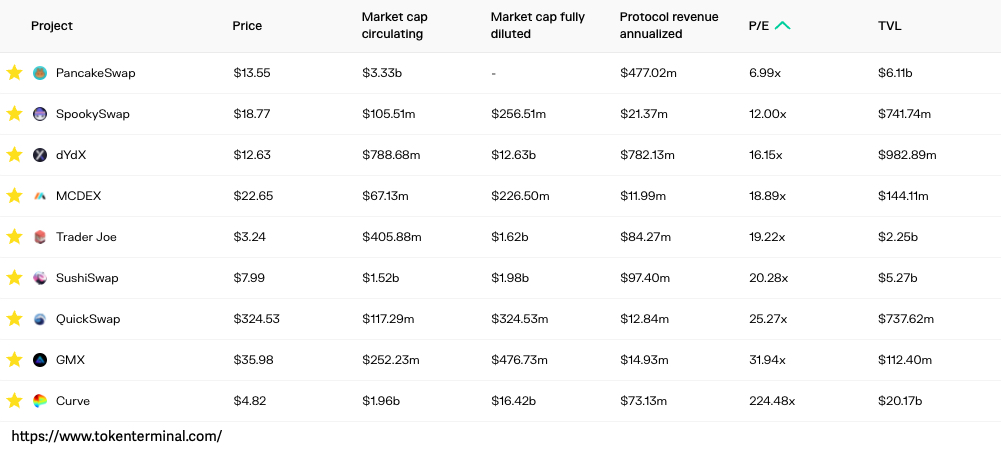 Project Price Market cap circulating Market cap fully diluted Protocol revenue annualized P/E TVL
PancakeSwap $13.55 $3.33b - $477.02m 6.99x $6.11b
SpookySwap $18.77 $105.51m $256.51m $21.37m 12.00x $741.74m
dYdX $12.63 $788.68m $12.63b $782.13m 16.15x $982.89m
MCDEX $22.65 $67.13m $226.50m $11.99m 18.89x $144.11m
Trader Joe $3.24 $405.88m $1.62b $84.27m 19.22x $2.25b
SushiSwap $7.99 $1.52b $1.98b $97.40m 20.28x $5.27b
QuickSwap $324.53 $117.29m $324.53m $12.84m 25.27x $737.62m
GMX $35.98 $252.23m $476.73m $14.93m 31.94x $112.40m
Curve $4.82 $1.96b $16.42b $73.13m 224.48x $20.17b
https://www.tokenterminal.com/